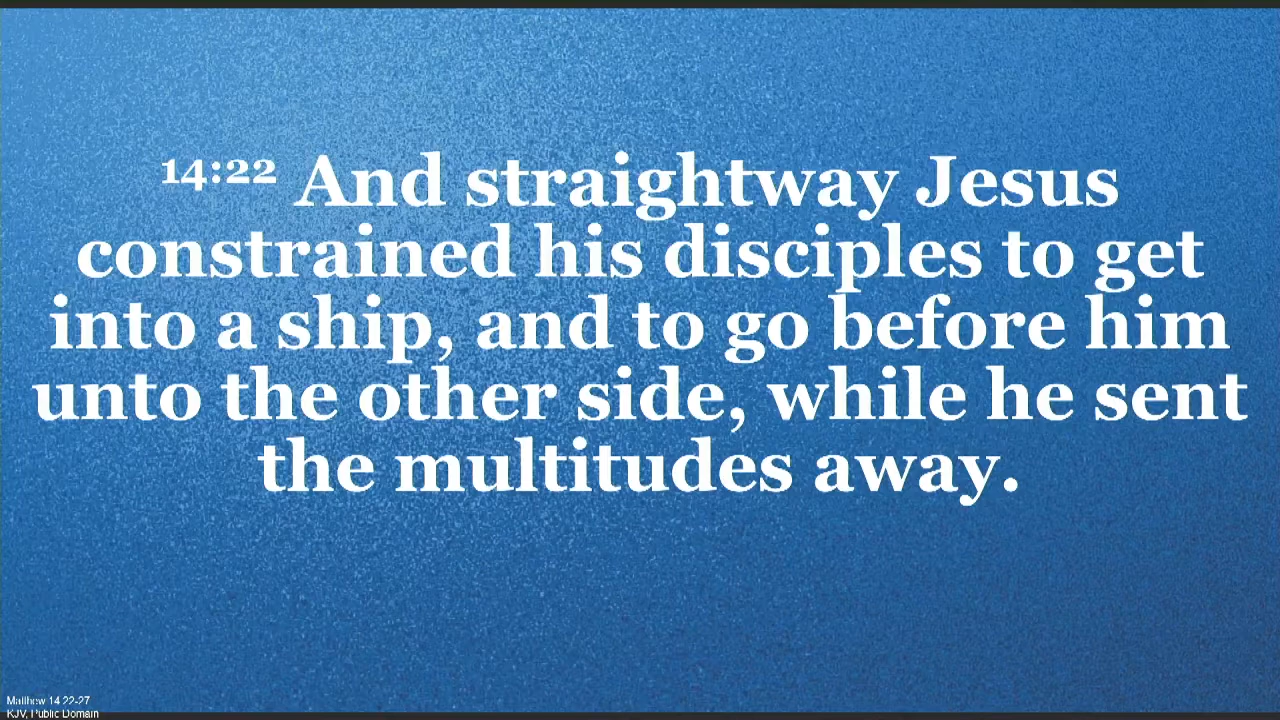 14:22 And straightway Jesus
constrained his disciples to get
into a ship, and to go before him
unto the other side, while he sent
the multitudes away.
Matthew 14:22-27
KJV, Public Domain